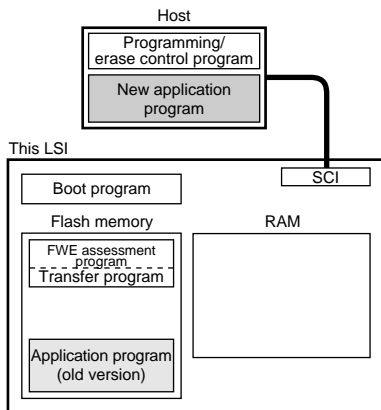 Host
Programming/
erase control program
New application
program
This LSI
SCI
Boot program
Flash memory
RAM
FWE assessment
program
Transfer program
Application program
(old version)